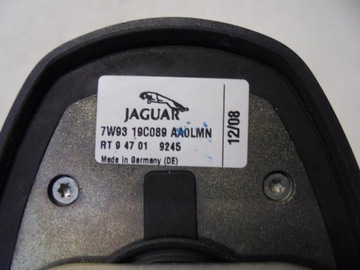 JAGUAR
7W93 19C089 AA0LMN
RT 9 47 01 9245
Made in Germany (DE)
12/08